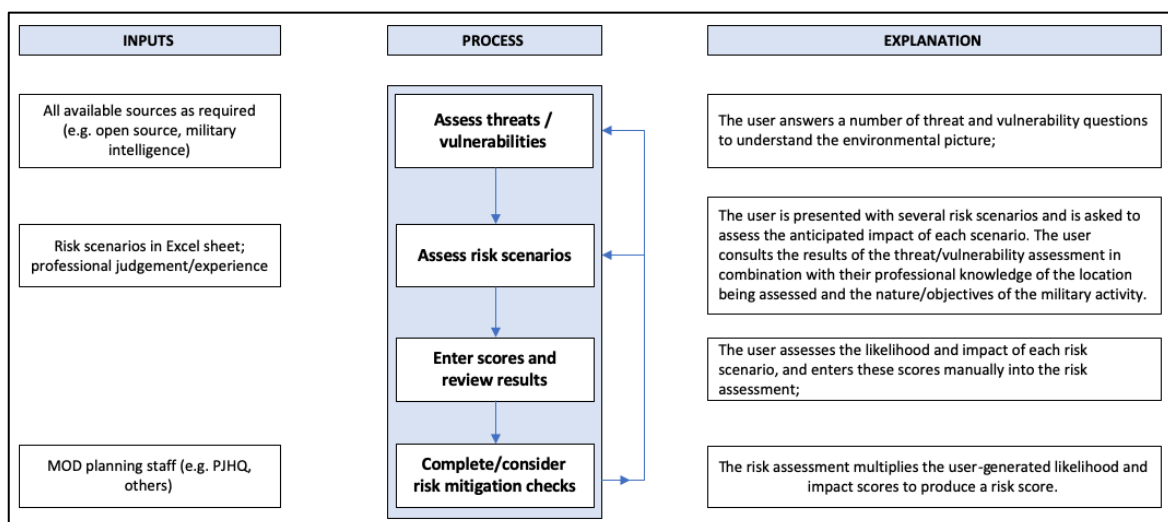 INPUTS
PROCESS
EXPLANATION
All available sources as required
(e.g. open source, military
intelligence)
Assess threats /
vulnerabilities
The user answers a number of threat and vulnerability questions
to understand the environmental picture;
Risk scenarios in Excel sheet;
professional judgement/experience
Assess risk scenarios
The user is presented with several risk scenarios and is asked to
assess the anticipated impact of each scenario. The user
consults the results of the threat/vulnerability assessment in
combination with their professional knowledge of the location
being assessed and the nature/objectives of the military activity.
Enter scores and
review results
The user assesses the likelihood and impact of each risk
scenario, and enters these scores manually into the risk
assessment;
MOD planning staff (e.g. PJHQ,
others)
Complete/consider
risk mitigation checks
The risk assessment multiplies the user-generated likelihood and
impact scores to produce a risk score.